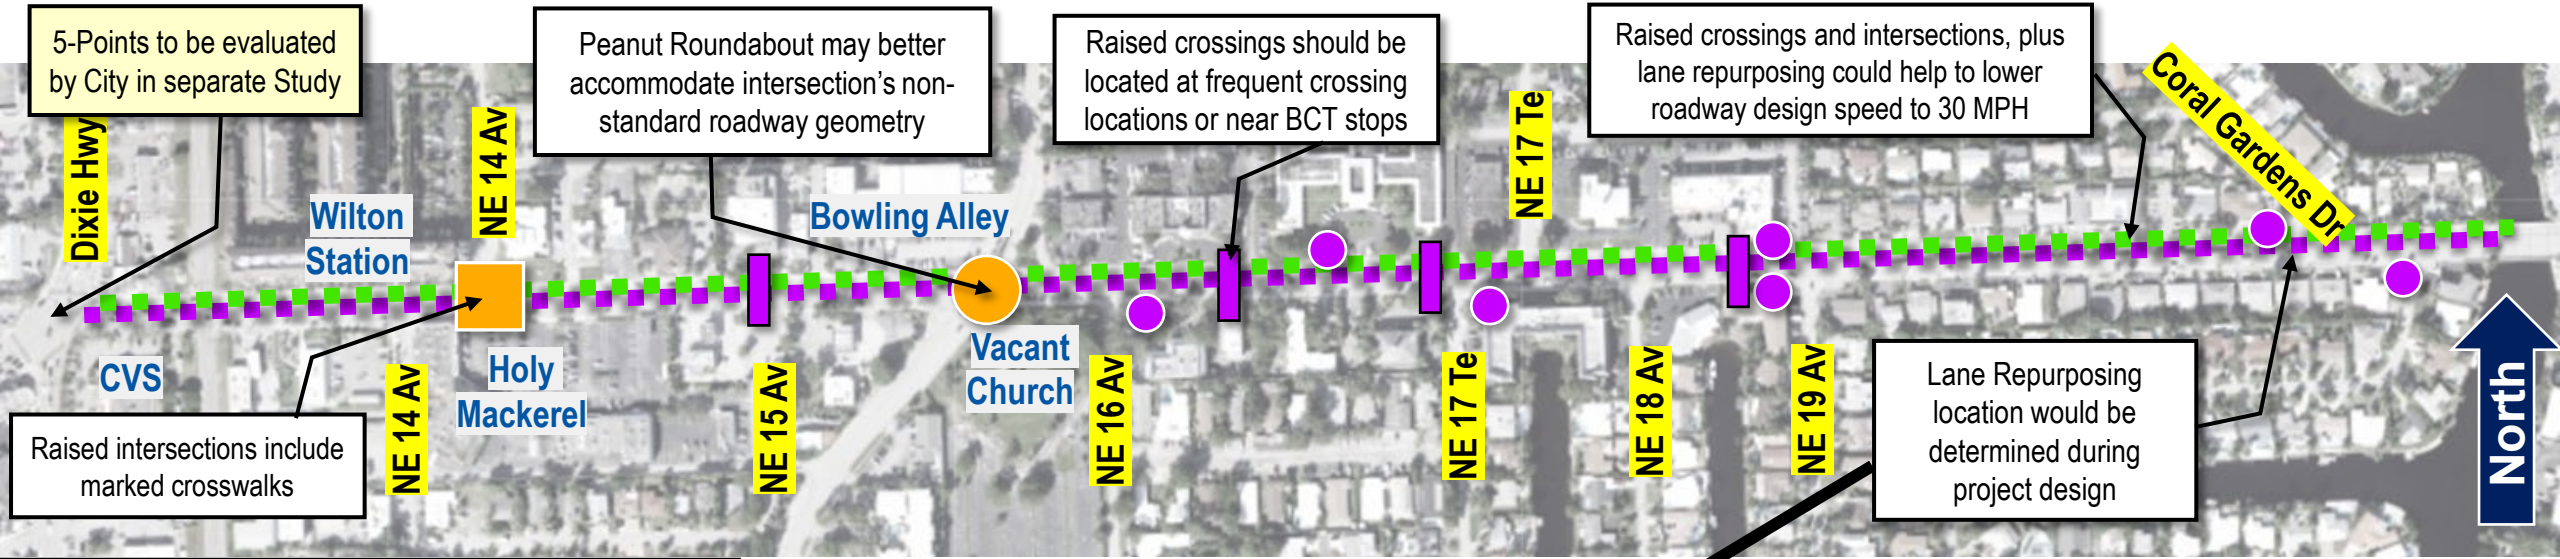 5-Points to be evaluated
by City in separate Study
Peanut Roundabout may better
accommodate intersection's non-
standard roadway geometry
Raised crossings should be
located at frequent crossing
locations or near BCT stops
Raised crossings and intersections, plus
lane repurposing could help to lower
roadway design speed to 30 MPH
Dixie Hwy
NE 14 Av
NE 17 Te
Coral Gardens Dr
Wilton
Station
Bowling Alley
CVS
Holy
Mackerel
Vacant
Church
NE 14 Av
NE 15 Av
NE 16 Av
NE 17 Te
NE 18 Av
NE 19 Av
Raised intersections include
marked crosswalks
Lane Repurposing
location would be
determined during
project design
North